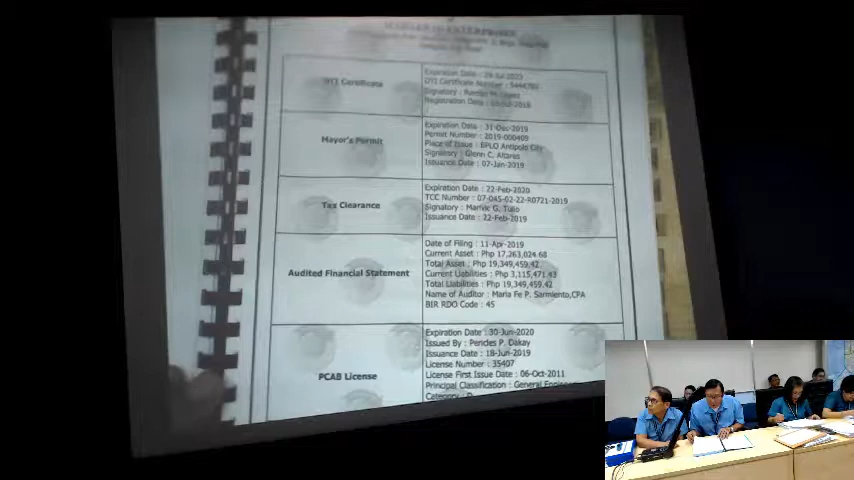 DTI Certificate
Expiration Date : 28-Jul-2023
DTI Certificate Number :
Signatory :
Registration Date :
Mayor's Permit
Expiration Date : 31-Dec-2019
Permit Number : 2019-000409
Place of Issue : BPLO Antipolo City
Signatory : Glenn C. Altares
Issuance Date : 07-Jan-2019
Tax Clearance
Expiration Date : 22-Feb-2020
TCC Number : 07-045-02-22-R0721-2019
Signatory : Marivic G. Tulio
Issuance Date : 22-Feb-2019
Audited Financial Statement
Date of Filing : 11-Apr-2019
Current Asset : Php 17,263,024.68
Total Asset : Php 19,349,459.42
Current Liabilities : Php 3,115,471.43
Total Liabilities : Php 19,349,459.42
Name of Auditor : Maria Fe P. Sarmiento,CPA
BIR RDO Code : 45
PCAB License
Expiration Date : 30-Jun-2020
Issued By : Pericles P. Dakay
Issuance Date : 18-Jun-2019
License Number : 35407
License First Issue Date : 06-Oct-2011
Principal Classification : General